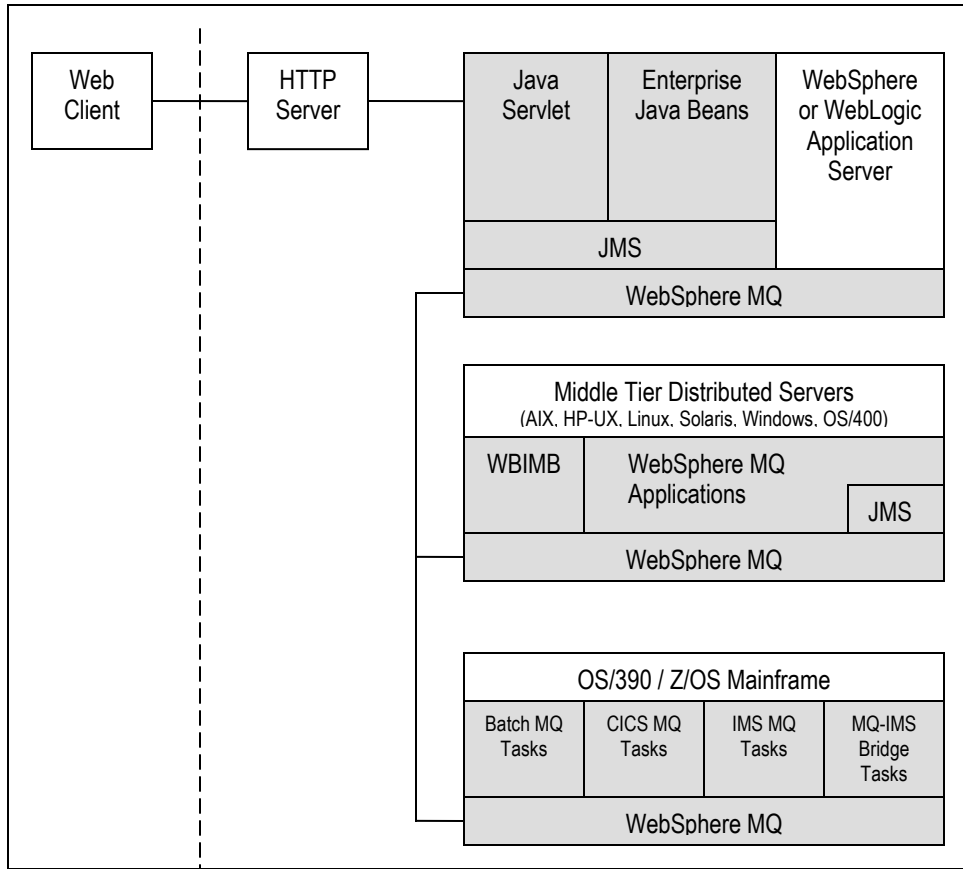 Web
Client
HTTP
Server
Java
Servlet
Enterprise
Java Beans
WebSphere
or WebLogic
Application
Server
JMS
WebSphere MQ
Middle Tier Distributed Servers
(AIX, HP-UX, Linux, Solaris, Windows, OS/400)
WBIMB
WebSphere MQ
Applications
JMS
WebSphere MQ
OS/390 / Z/OS Mainframe
Batch MQ
Tasks
CICS MQ
Tasks
IMS MQ
Tasks
MQ-IMS
Bridge
Tasks
WebSphere MQ